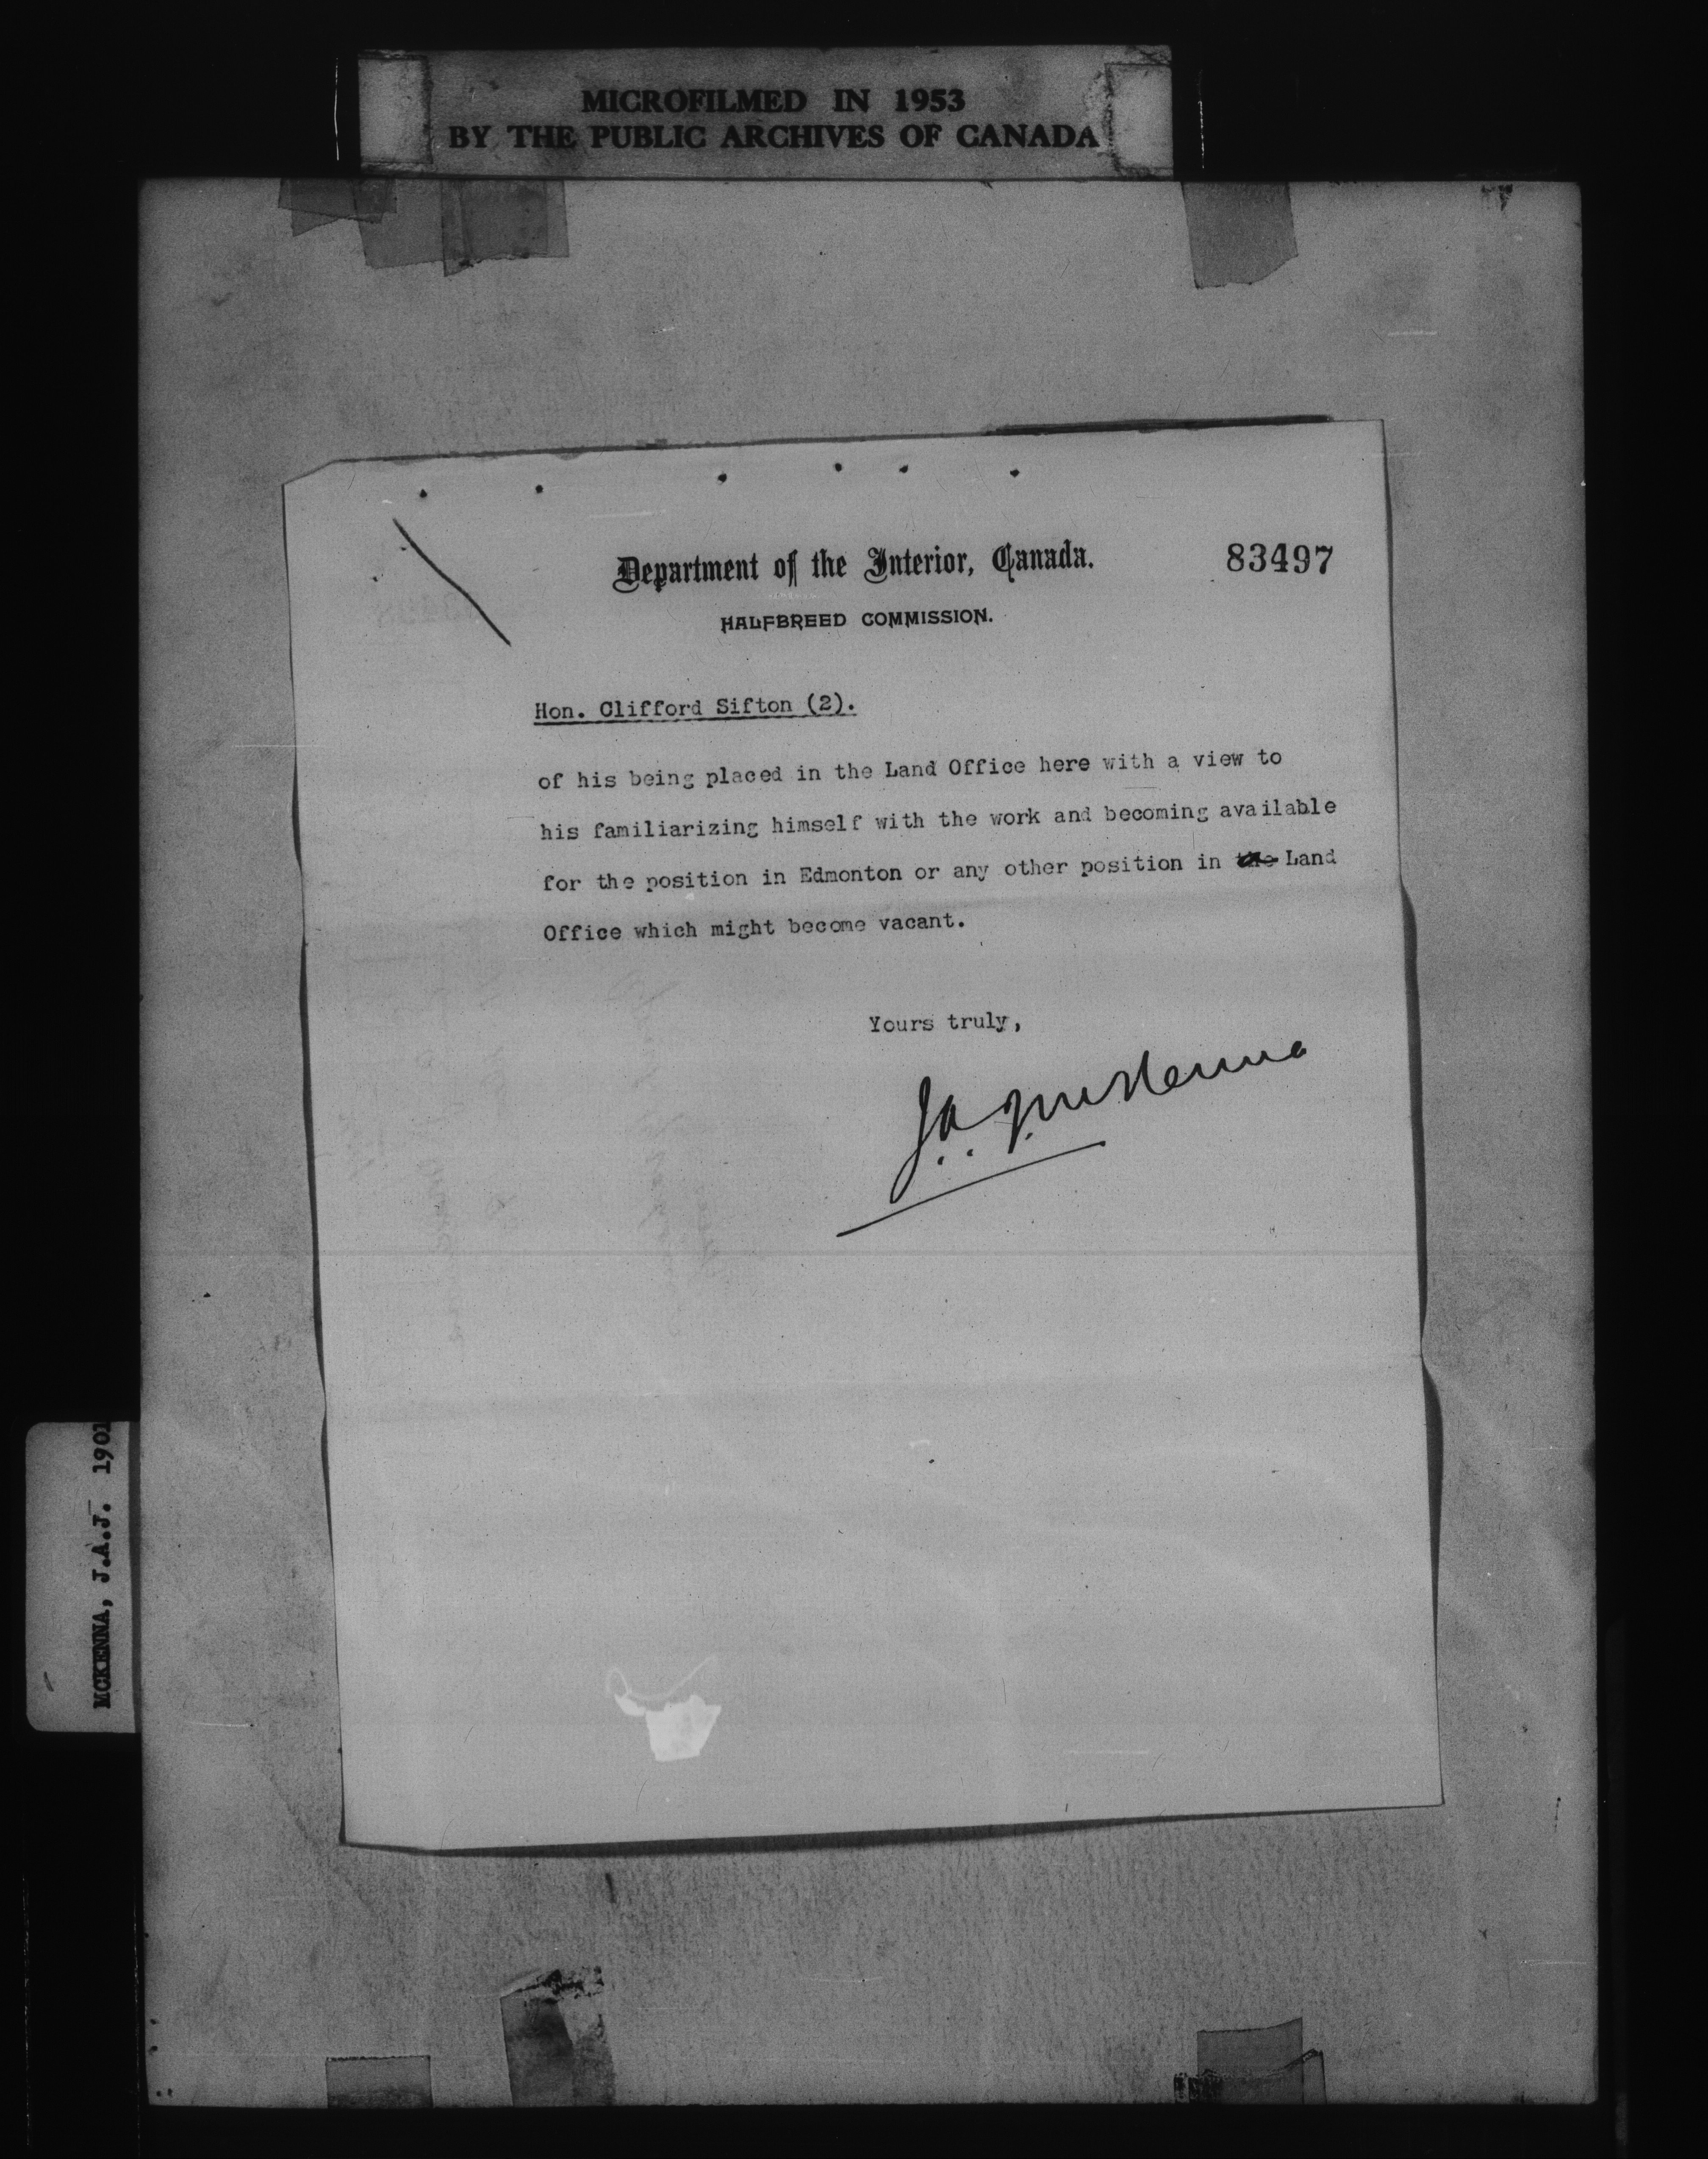 MICROFILMED IN 1953
BY THE PUBLIC ARCHIVES OF CANADA
Department of the Interior, Canada.
83497
HALFBREED COMMISSION.
Hon. Clifford Sifton (2).
of his being placed in the Land Office here with a view to
his familiarizing himself with the work and becoming available
for the position in Edmonton or any other position in a Land
Office which might become vacant.
Yours truly,
J.A.J. McKenna
MCKENNA, J.A.J. 1901